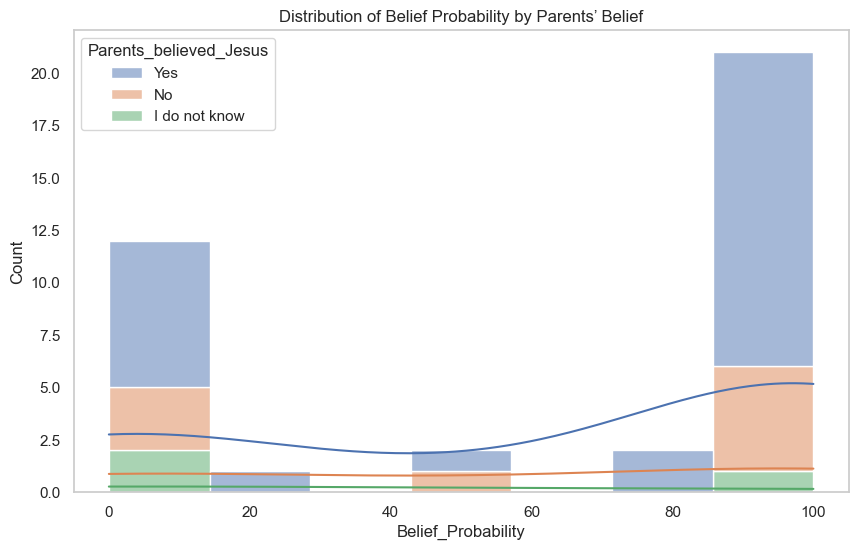 Distribution of Belief Probability by Parents’ Belief
Parents_believed_Jesus
Yes
No
I do not know
20.0
17.5
15.0
12.5
10.0
7.5
5.0
2.5
0.0
Count
0 20 40 60 80 100
Belief_Probability